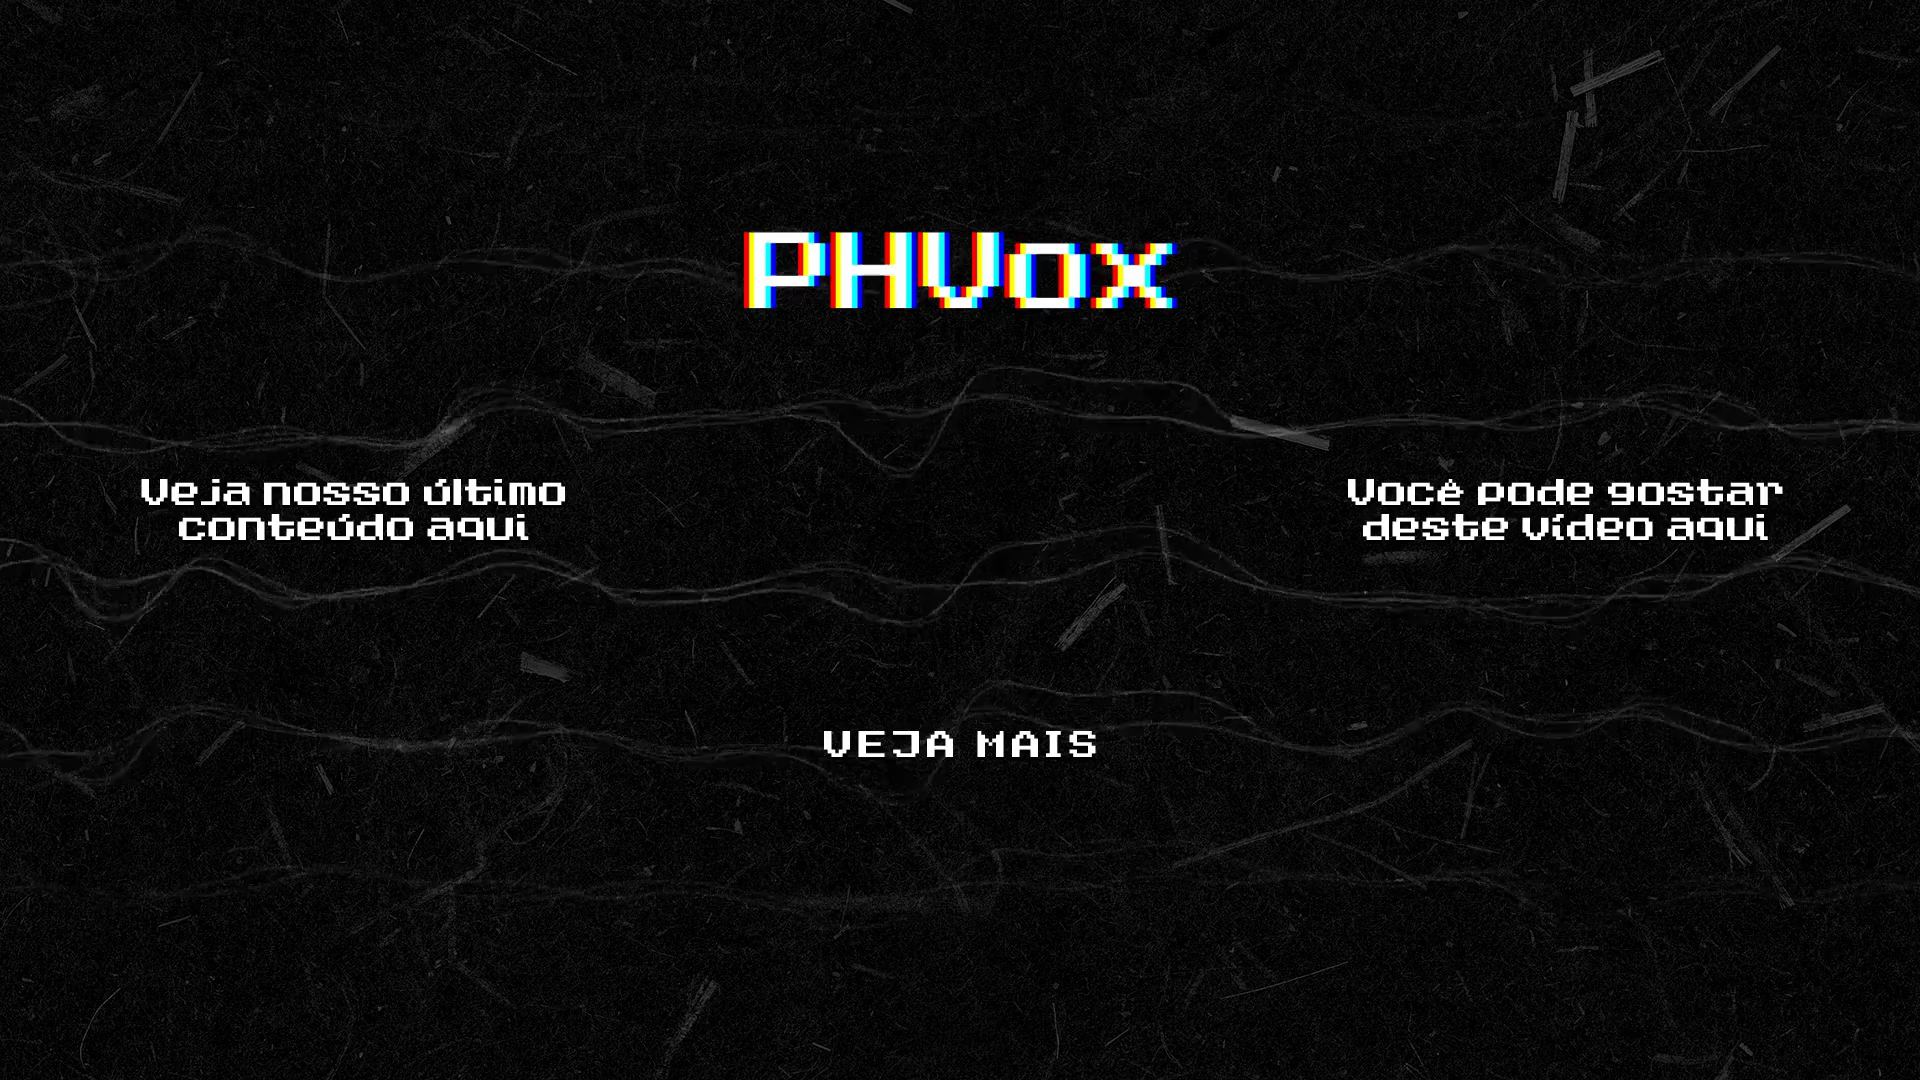 PHVox
Veja nosso último
conteúdo aqui
Você pode gostar
deste vídeo aqui
VEJA MAIS